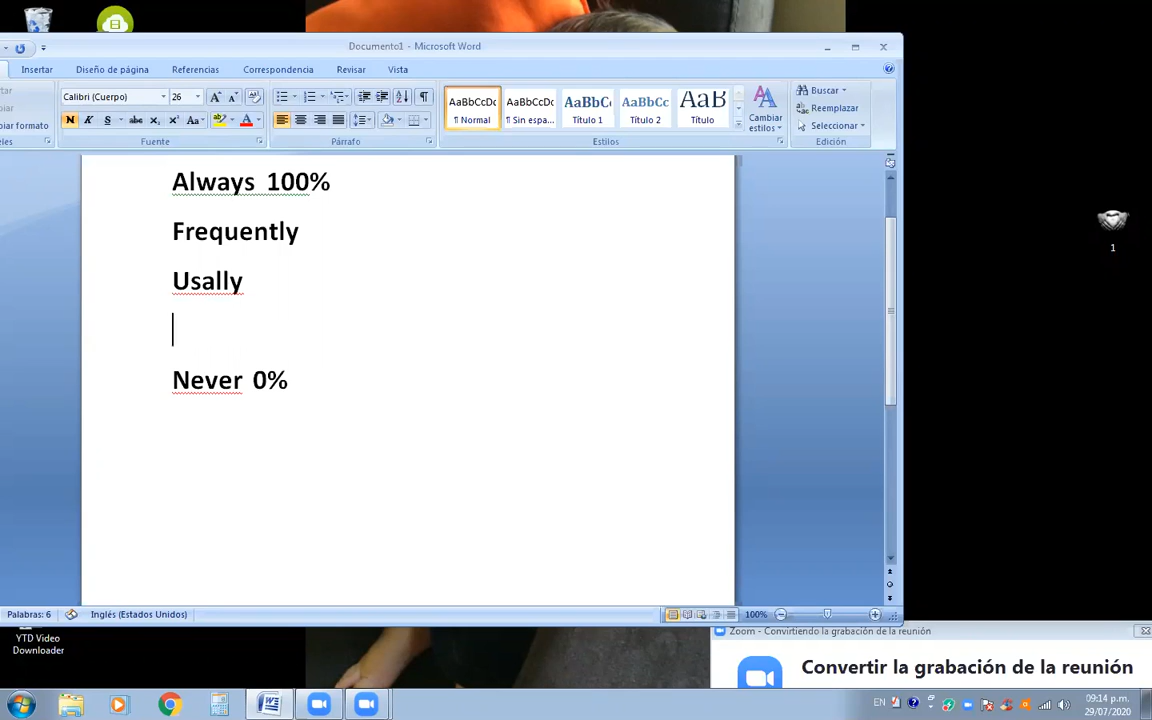 Documento1 - Microsoft Word
Insertar Diseño de página Referencias Correspondencia Revisar Vista
Calibri (Cuerpo) 26
AaBbCcDc AaBbCcDc AaBbC AaBbCc AaB
¶ Normal ¶ Sin espa... Título 1 Título 2 Título
Cambiar estilos
Buscar
Reemplazar
Seleccionar
Fuente Párrafo Estilos Edición
Always 100%
Frequently
Usally
Never 0%
1
Palabras: 6 Inglés (Estados Unidos) 100%
YTD Video
Downloader
Zoom - Convirtiendo la grabación de la reunión
Convertir la grabación de la reunión
EN 09:14 p.m.
29/07/2020